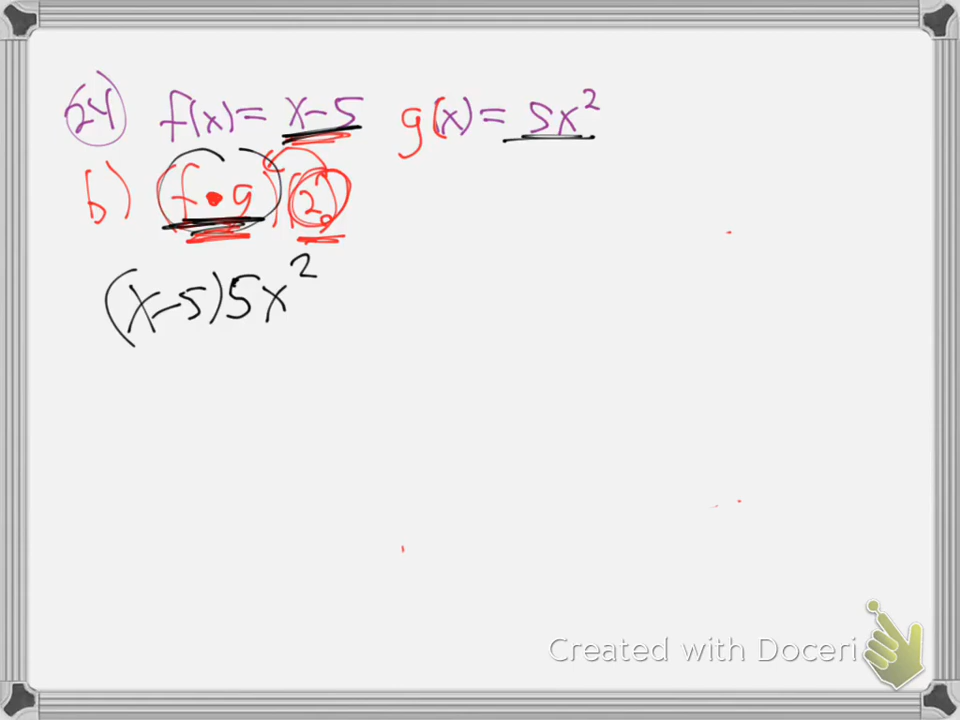 24 f(x) = x-5 g(x) = 5x²
b) (f • g)(2)
(x-5)5x²
Created with Doceri